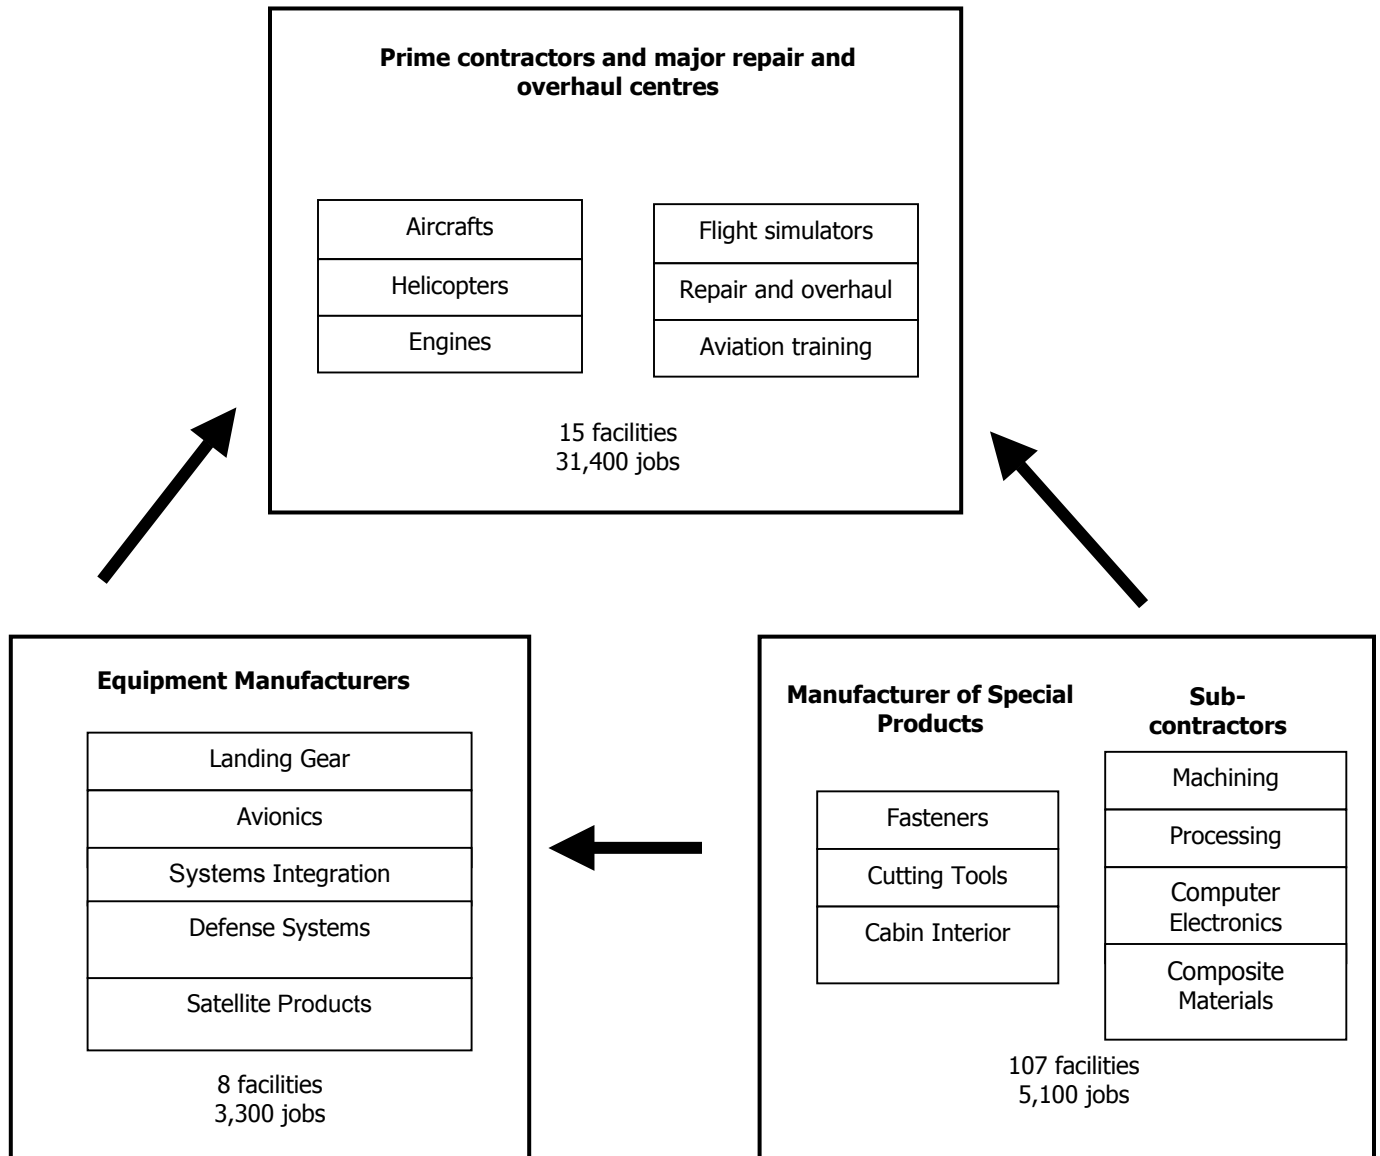 Prime contractors and major repair and
overhaul centres
Aircrafts
Helicopters
Engines
Flight simulators
Repair and overhaul
Aviation training
15 facilities
31,400 jobs
Equipment Manufacturers
Landing Gear
Avionics
Systems Integration
Defense Systems
Satellite Products
8 facilities
3,300 jobs
Manufacturer of Special
Products
Fasteners
Cutting Tools
Cabin Interior
Sub-
contractors
Machining
Processing
Computer
Electronics
Composite
Materials
107 facilities
5,100 jobs